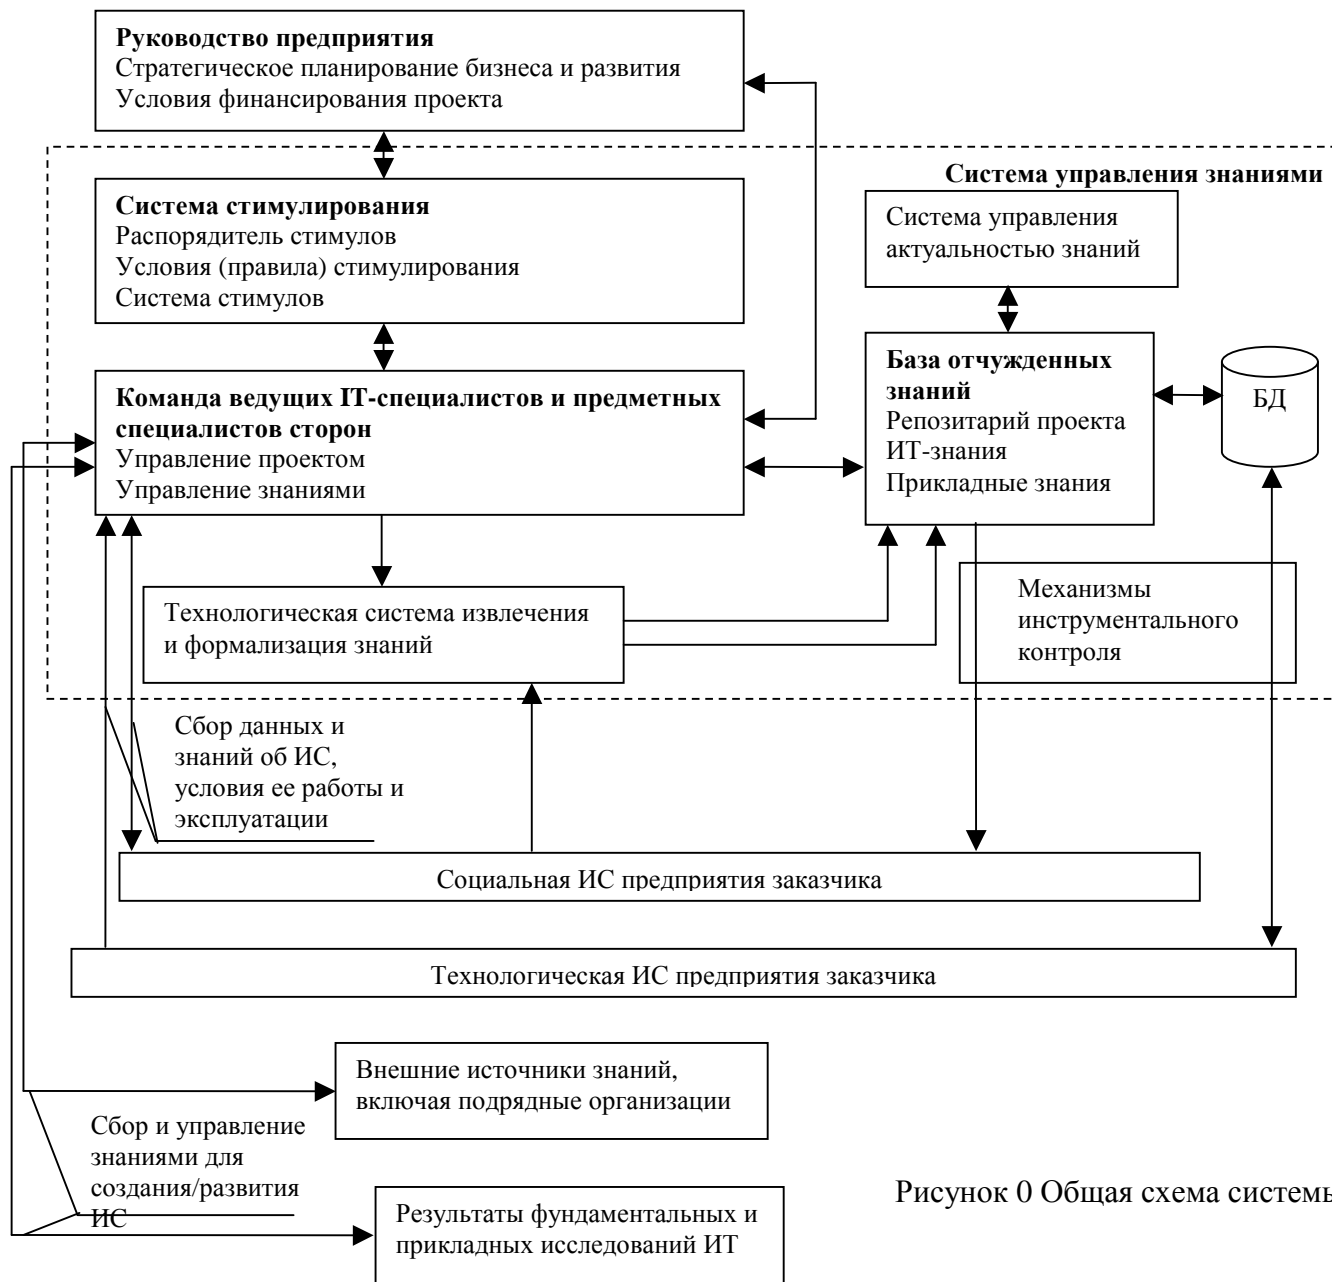 Руководство предприятия
Стратегическое планирование бизнеса и развития
Условия финансирования проекта
Система управления знаниями
Система стимулирования
Распорядитель стимулов
Условия (правила) стимулирования
Система стимулов
Система управления
актуальностью знаний
Команда ведущих IT-специалистов и предметных
специалистов сторон
Управление проектом
Управление знаниями
База отчужденных
знаний
Репозитарий проекта
ИТ-знания
Прикладные знания
БД
Технологическая система извлечения
и формализация знаний
Механизмы
инструментального
контроля
Сбор данных и
знаний об ИС,
условия ее работы и
эксплуатации
Социальная ИС предприятия заказчика
Технологическая ИС предприятия заказчика
Внешние источники знаний,
включая подрядные организации
Сбор и управление
знаниями для
создания/развития
ИС
Результаты фундаментальных и
прикладных исследований ИТ
Рисунок 0 Общая схема системы